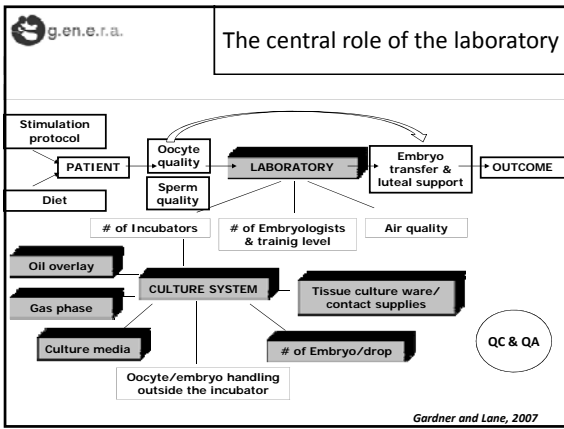 g.en.e.r.a.
The central role of the laboratory
Stimulation
protocol
Diet
PATIENT
Oocyte
quality
Sperm
quality
LABORATORY
Embryo
transfer &
luteal support
OUTCOME
# of Incubators
# of Embryologists
& trainig level
Air quality
Oil overlay
Gas phase
CULTURE SYSTEM
Tissue culture ware/
contact supplies
Culture media
# of Embryo/drop
Oocyte/embryo handling
outside the incubator
QC & QA
Gardner and Lane, 2007